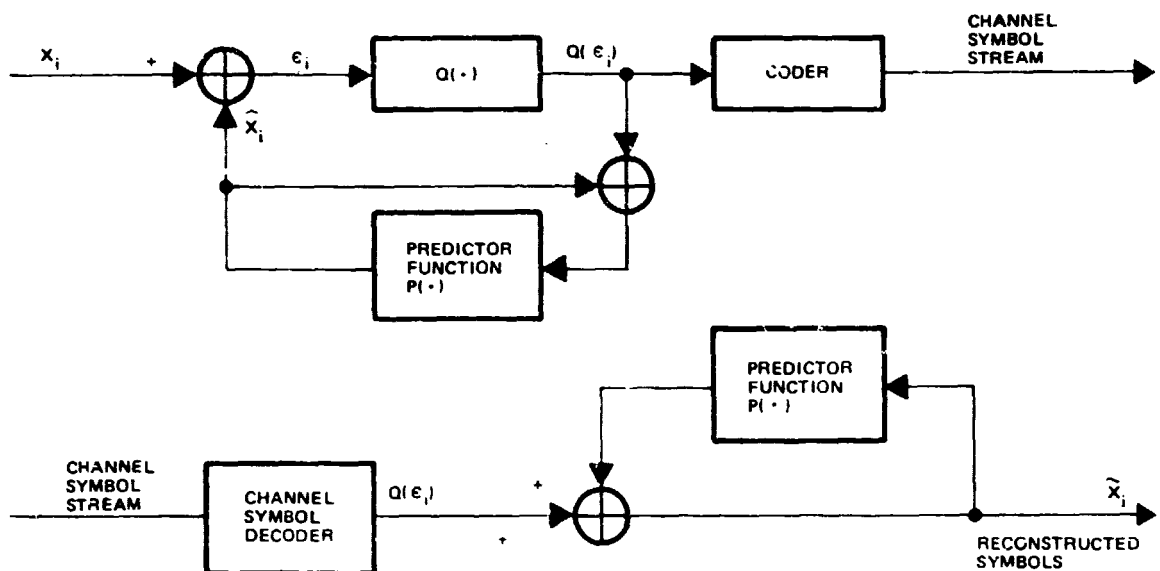 x_i
+
ϵ_i
Q(·)
Q(ϵ_i)
CODER
CHANNEL
SYMBOL
STREAM
x̂_i
PREDICTOR
FUNCTION
P(·)
PREDICTOR
FUNCTION
P(·)
CHANNEL
SYMBOL
STREAM
CHANNEL
SYMBOL
DECODER
Q(ϵ_i)
+
+
x̃_i
RECONSTRUCTED
SYMBOLS